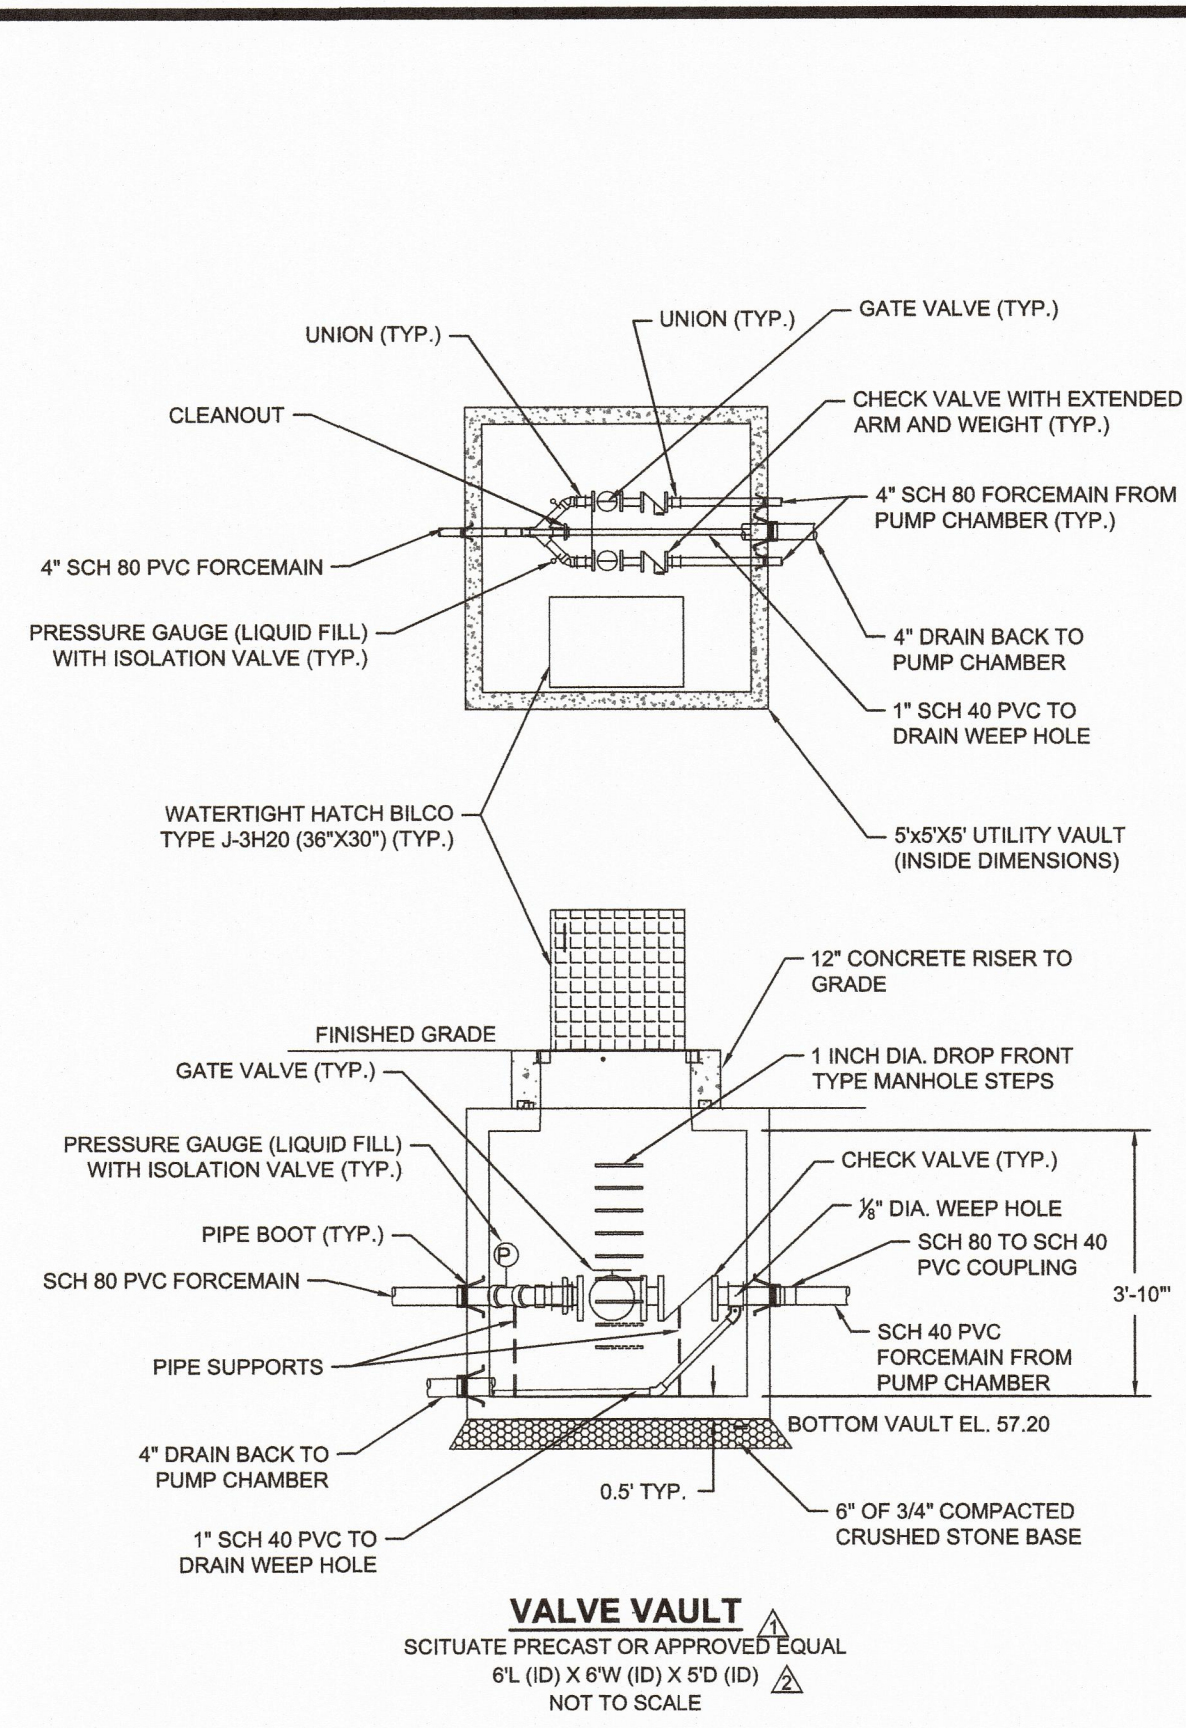 UNION (TYP.)
UNION (TYP.)
GATE VALVE (TYP.)
CLEANOUT
CHECK VALVE WITH EXTENDED
ARM AND WEIGHT (TYP.)
4" SCH 80 FORCEMAIN FROM
PUMP CHAMBER (TYP.)
4" SCH 80 PVC FORCEMAIN
PRESSURE GAUGE (LIQUID FILL)
WITH ISOLATION VALVE (TYP.)
4" DRAIN BACK TO
PUMP CHAMBER
1" SCH 40 PVC TO
DRAIN WEEP HOLE
WATERTIGHT HATCH BILCO
TYPE J-3H20 (36"X30") (TYP.)
5'x5'X5' UTILITY VAULT
(INSIDE DIMENSIONS)
12" CONCRETE RISER TO
GRADE
FINISHED GRADE
GATE VALVE (TYP.)
1 INCH DIA. DROP FRONT
TYPE MANHOLE STEPS
PRESSURE GAUGE (LIQUID FILL)
WITH ISOLATION VALVE (TYP.)
CHECK VALVE (TYP.)
⅛" DIA. WEEP HOLE
PIPE BOOT (TYP.)
P
SCH 80 TO SCH 40
PVC COUPLING
SCH 80 PVC FORCEMAIN
3'-10"'
SCH 40 PVC
FORCEMAIN FROM
PUMP CHAMBER
PIPE SUPPORTS
BOTTOM VAULT EL. 57.20
4" DRAIN BACK TO
PUMP CHAMBER
0.5' TYP.
6" OF 3/4" COMPACTED
CRUSHED STONE BASE
1" SCH 40 PVC TO
DRAIN WEEP HOLE
VALVE VAULT 1
SCITUATE PRECAST OR APPROVED EQUAL
6'L (ID) X 6'W (ID) X 5'D (ID) 2
NOT TO SCALE